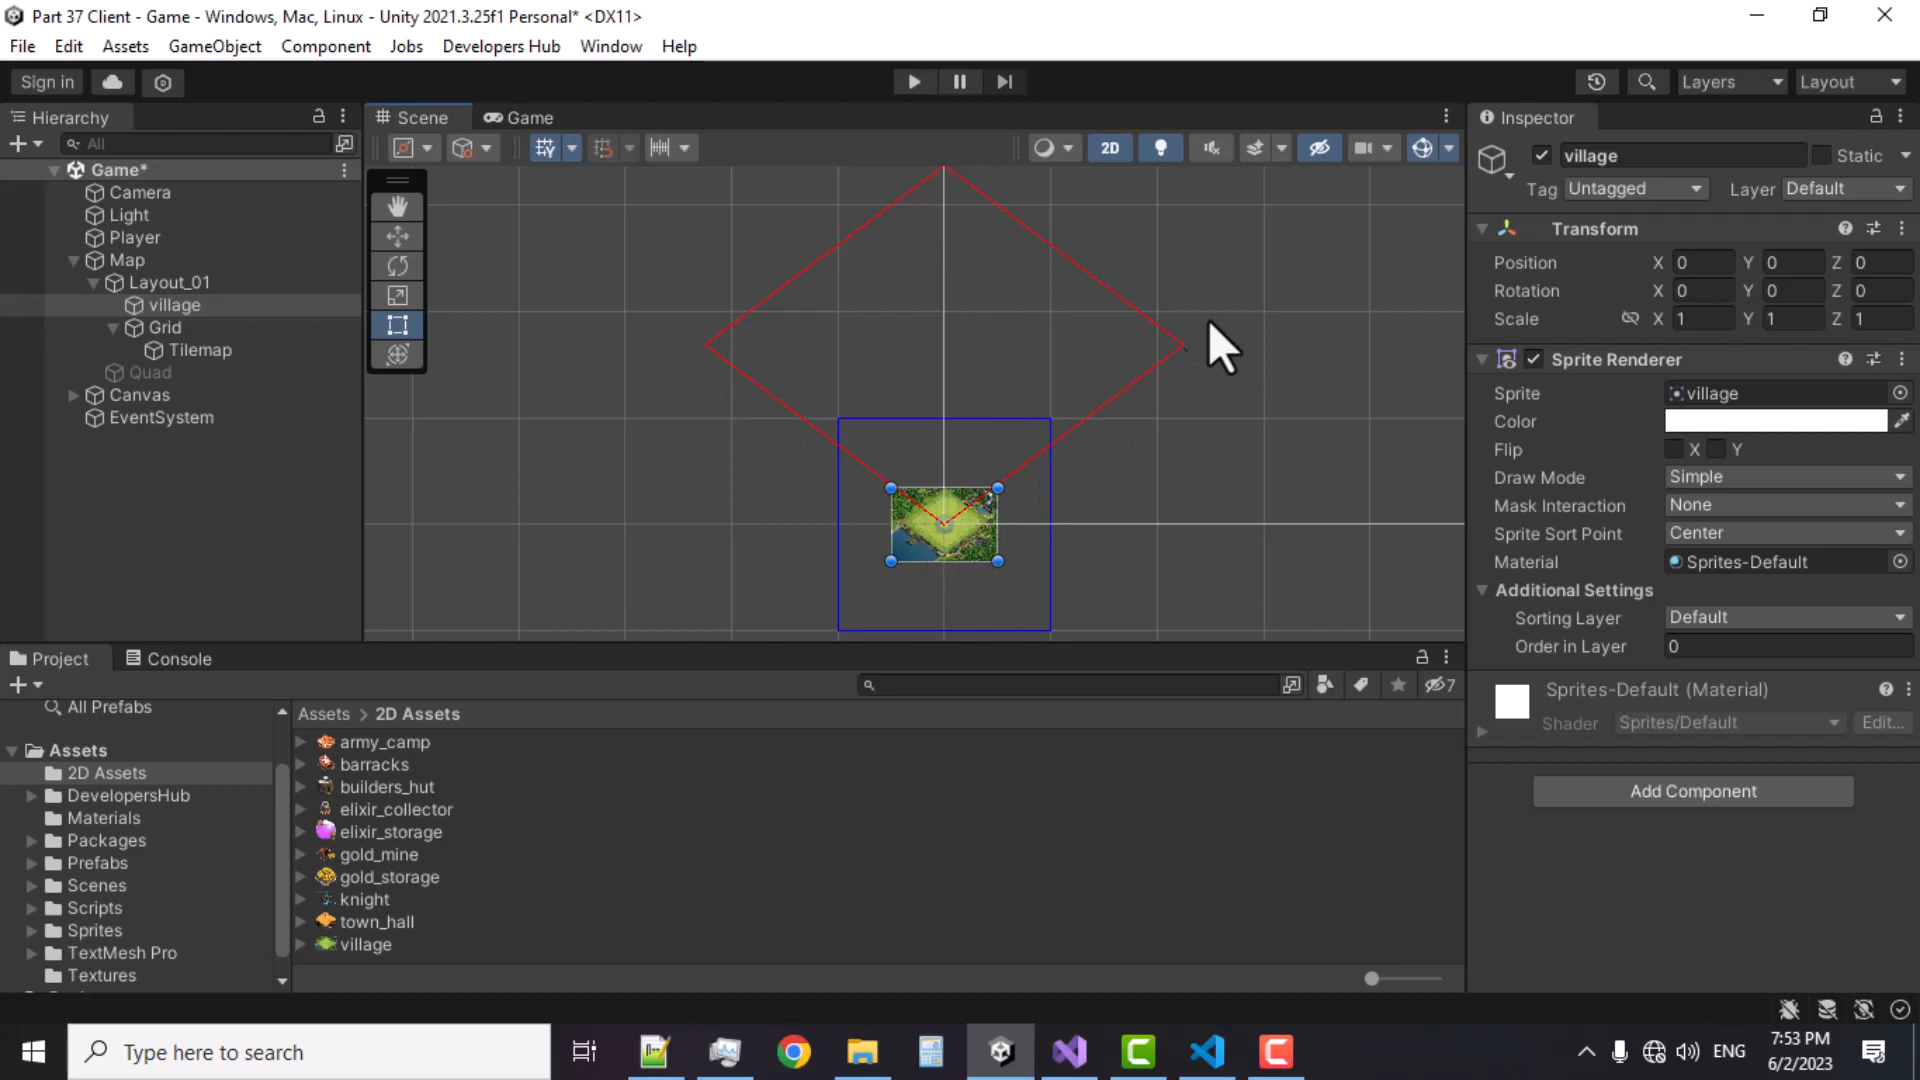 Part 37 Client - Game - Windows, Mac, Linux - Unity 2021.3.25f1 Personal* <DX11>
File Edit Assets GameObject Component Jobs Developers Hub Window Help
Sign in Layers Layout
Hierarchy Scene Game Inspector
All 2D village Static
Game* Tag Untagged Layer Default
Camera
Light
Player
Map
Layout_01
village
Grid
Tilemap
Quad
Canvas
EventSystem
Transform
Position X 0 Y 0 Z 0
Rotation X 0 Y 0 Z 0
Scale X 1 Y 1 Z 1
Sprite Renderer
Sprite village
Color
Flip X Y
Draw Mode Simple
Mask Interaction None
Sprite Sort Point Center
Material Sprites-Default
Additional Settings
Sorting Layer Default
Order in Layer 0
Sprites-Default (Material)
Shader Sprites/Default Edit...
Add Component
Project Console
7
All Prefabs
Assets
2D Assets
DevelopersHub
Materials
Packages
Prefabs
Scenes
Scripts
Sprites
TextMesh Pro
Textures
Assets > 2D Assets
army_camp
barracks
builders_hut
elixir_collector
elixir_storage
gold_mine
gold_storage
knight
town_hall
village
Type here to search
ENG
7:53 PM
6/2/2023